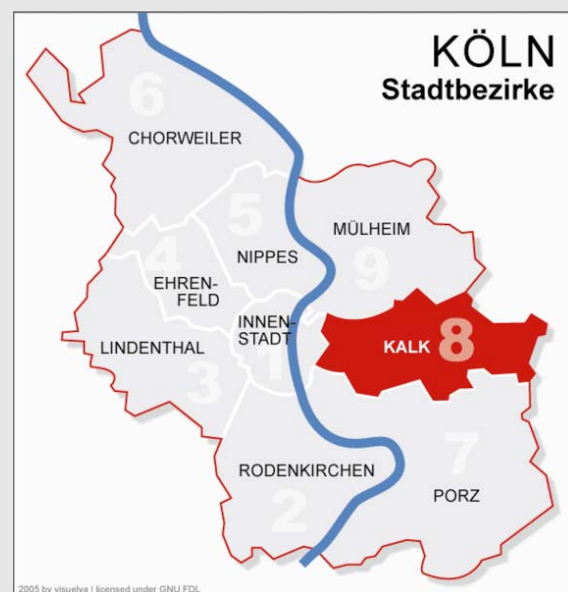 KÖLN
Stadtbezirke
6
CHORWEILER
5
NIPPES
MÜLHEIM
9
4
EHREN-
FELD
INNEN-
STADT
1
LINDENTHAL
3
KALK 8
RODENKIRCHEN
2
7
PORZ
2005 by visuelya | licensed under GNU FDL